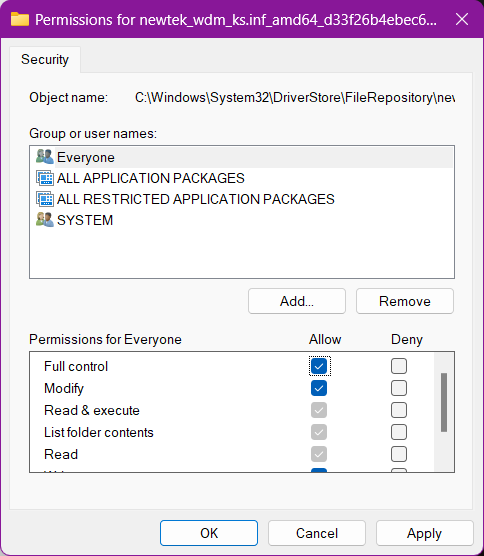 Permissions for newtek_wdm_ks.inf_amd64_d33f26b4ebec6...
Security
Object name: C:\Windows\System32\DriverStore\FileRepository\nev
Group or user names:
Everyone
ALL APPLICATION PACKAGES
ALL RESTRICTED APPLICATION PACKAGES
SYSTEM
Add... Remove
Permissions for Everyone Allow Deny
Full control
Modify
Read & execute
List folder contents
Read
OK Cancel Apply